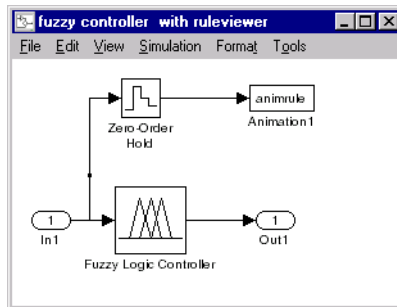 fuzzy controller with ruleviewer
File Edit View Simulation Format Tools
animrule
Zero-Order
Hold
Animation1
1
1
In1
Out1
Fuzzy Logic Controller